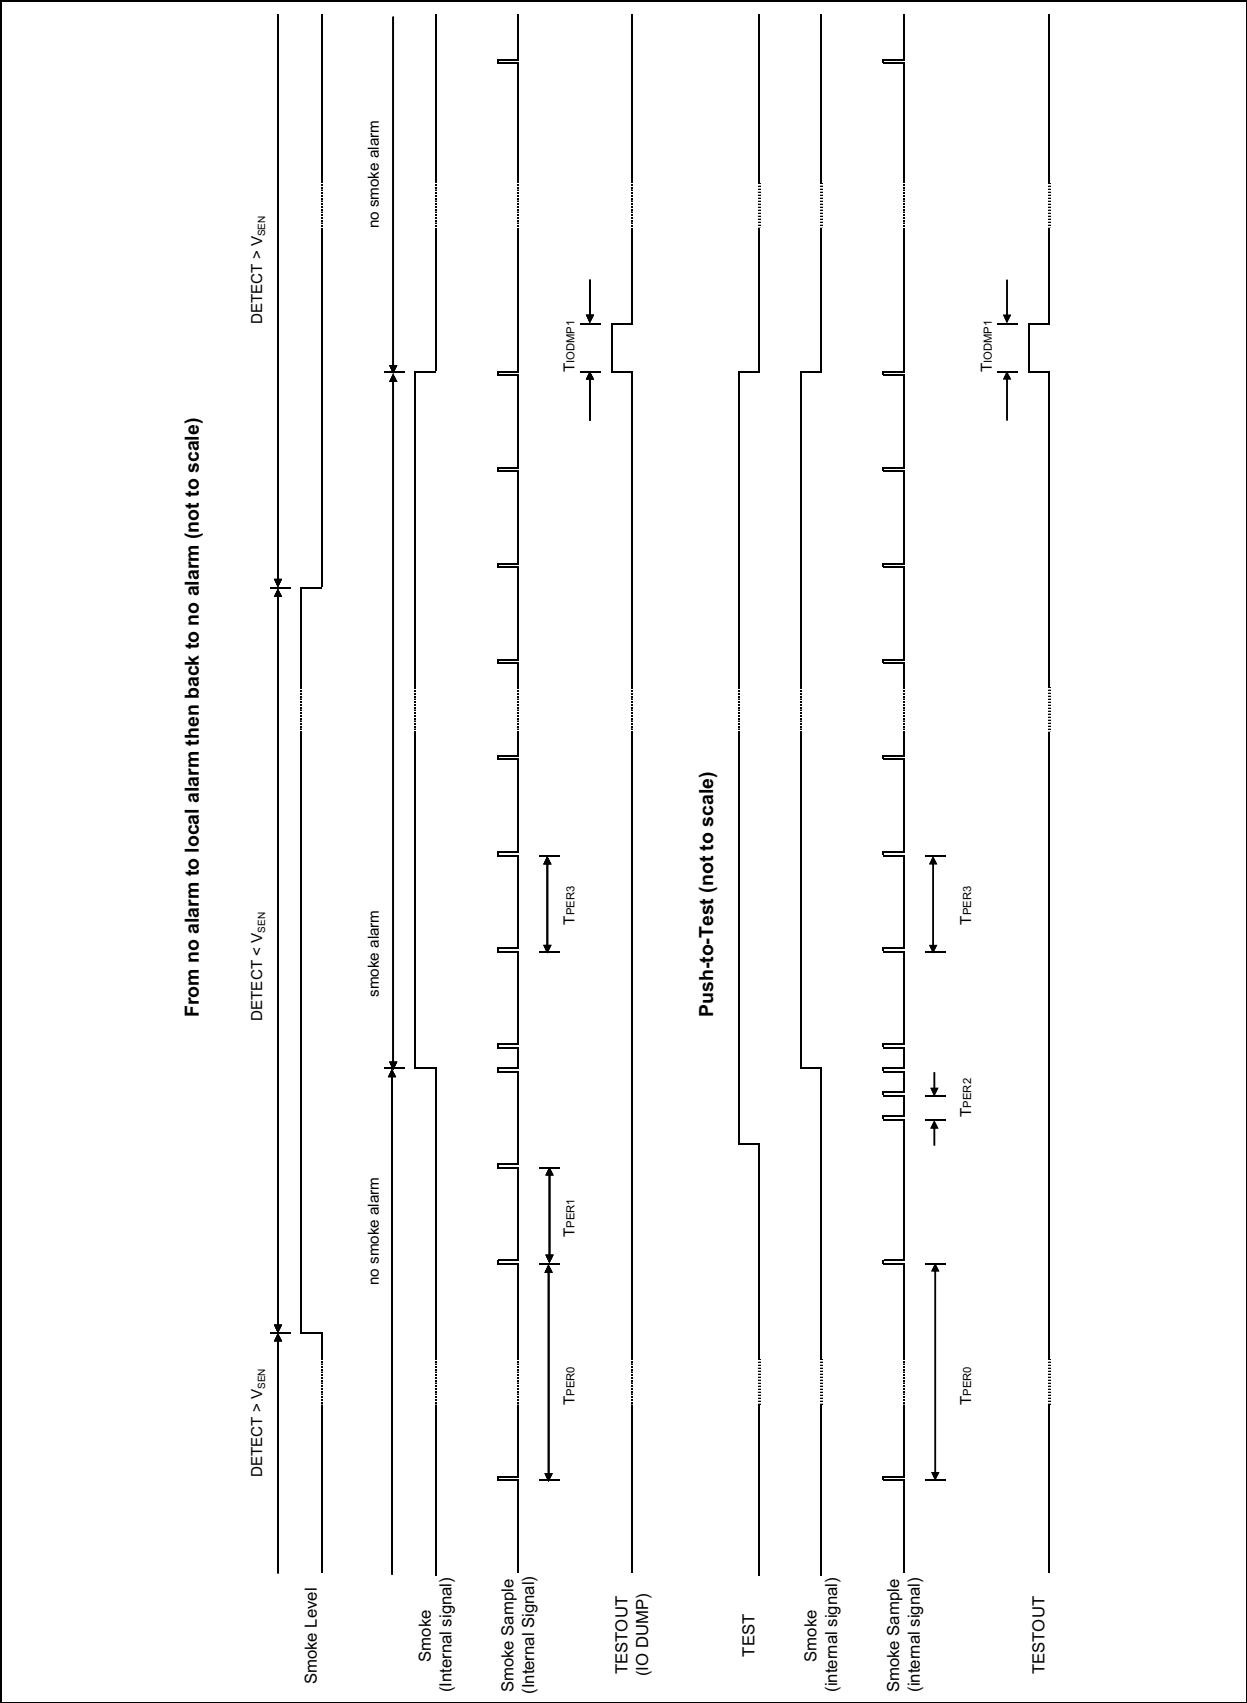 From no alarm to local alarm then back to no alarm (not to scale)
DETECT > VSEN
DETECT < VSEN
DETECT > VSEN
Smoke Level
no smoke alarm
smoke alarm
no smoke alarm
Smoke
(Internal signal)
Smoke Sample
(Internal Signal)
TPER0
TPER1
TPER3
TIODMP1
TESTOUT
(IO DUMP)
Push-to-Test (not to scale)
TEST
Smoke
(internal signal)
Smoke Sample
(internal signal)
TPER0
TPER2
TPER3
TIODMP1
TESTOUT